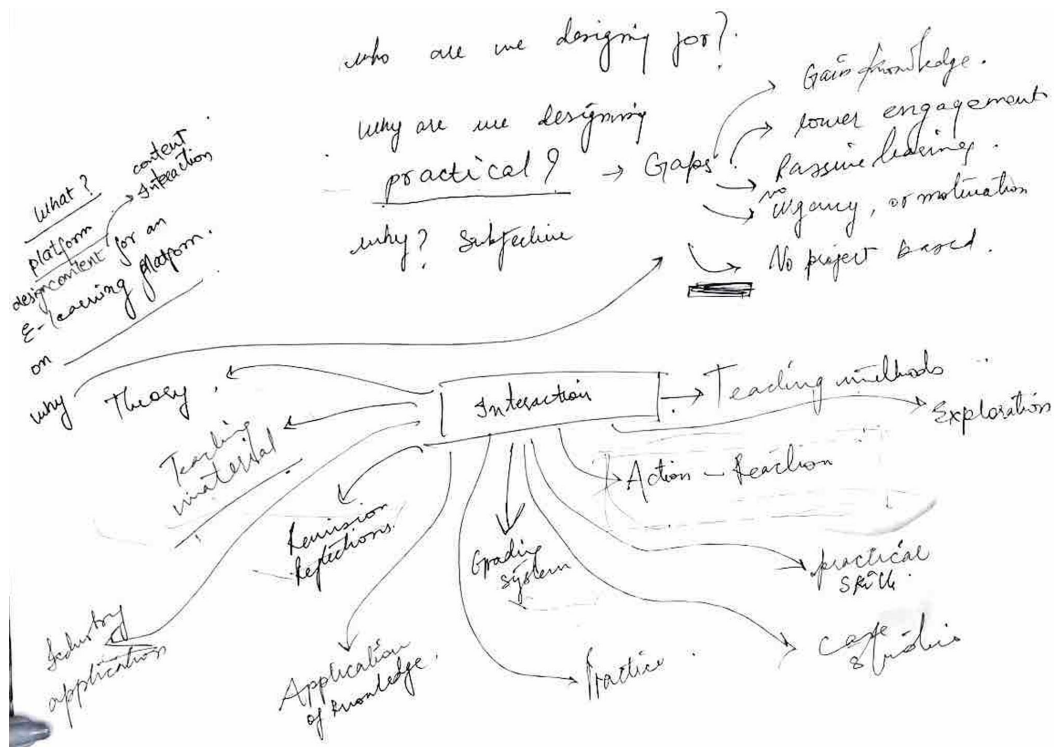 who are we designing for?
why are we designing
practical? → Gaps
Gain knowledge.
lower engagement
Passive learning.
no
urgency, or motivation
No project based.
why? Subjective
What?
platform
design content for an
E-learning platform.
content
Interaction
on
why
Theory,
Interaction
Teaching methods
Exploration
Action - Reaction
practical
skills.
case
studies
Practice
Grading
system
Application
of knowledge.
Revision
Reflections.
Teaching
material
Industry
application